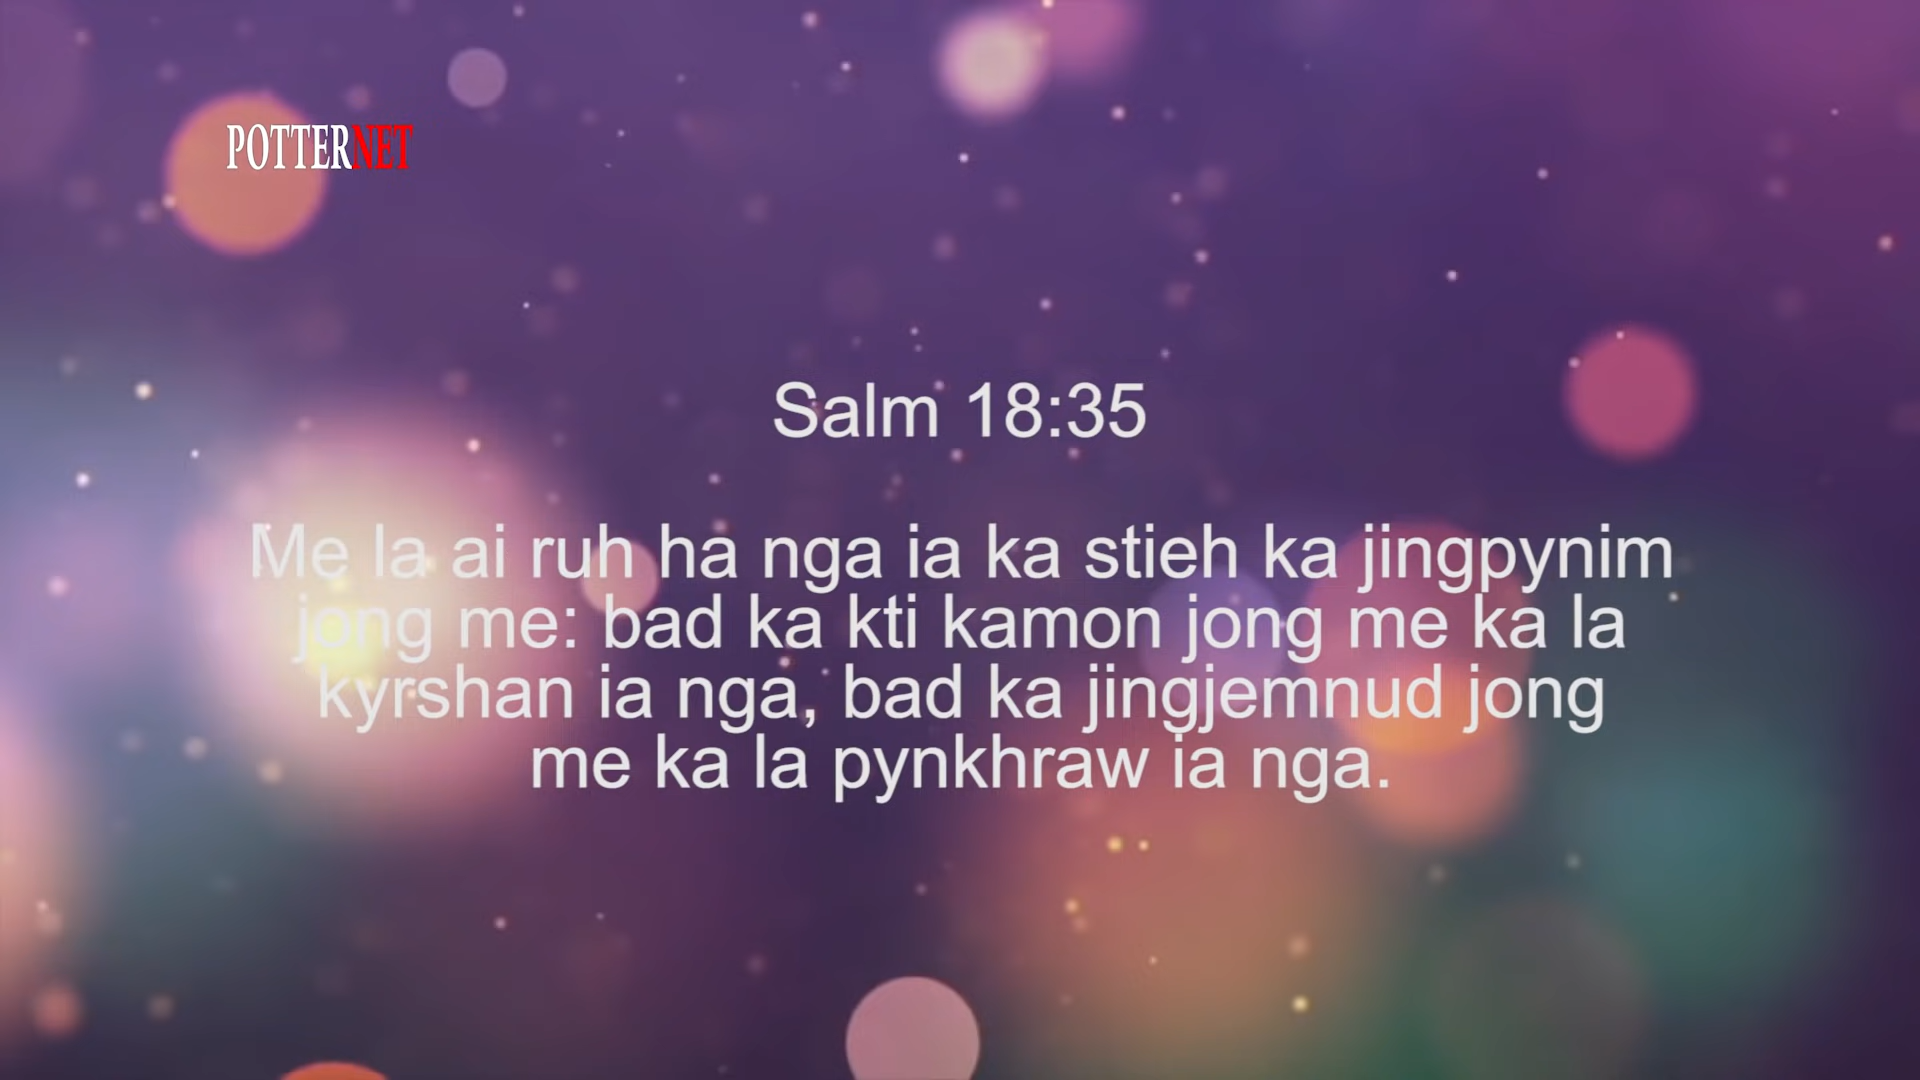 POTTERNET
Salm 18:35
Me la ai ruh ha nga ia ka stieh ka jingpynim
jong me: bad ka kti kamon jong me ka la
kyrshan ia nga, bad ka jingjemnud jong
me ka la pynkhraw ia nga.